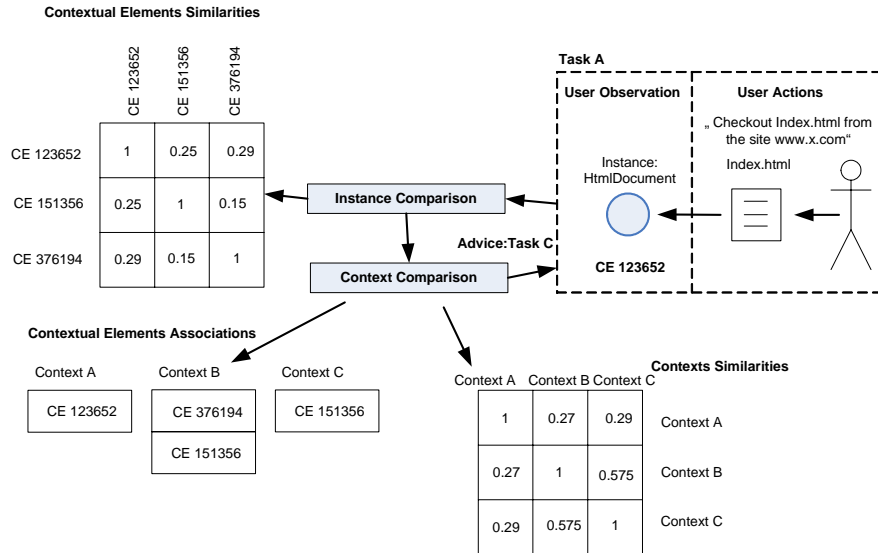 Contextual Elements Similarities
CE 123652
CE 151356
CE 376194
CE 123652
1
0.25
0.29
CE 151356
0.25
1
0.15
CE 376194
0.29
0.15
1
Instance Comparison
Context Comparison
Advice:Task C
Task A
User Observation
User Actions
„ Checkout Index.html from
the site www.x.com“
Instance:
HtmlDocument
Index.html
CE 123652
Contextual Elements Associations
Context A
Context B
Context C
CE 123652
CE 376194
CE 151356
CE 151356
Contexts Similarities
Context A
Context B
Context C
1
0.27
0.29
Context A
0.27
1
0.575
Context B
0.29
0.575
1
Context C